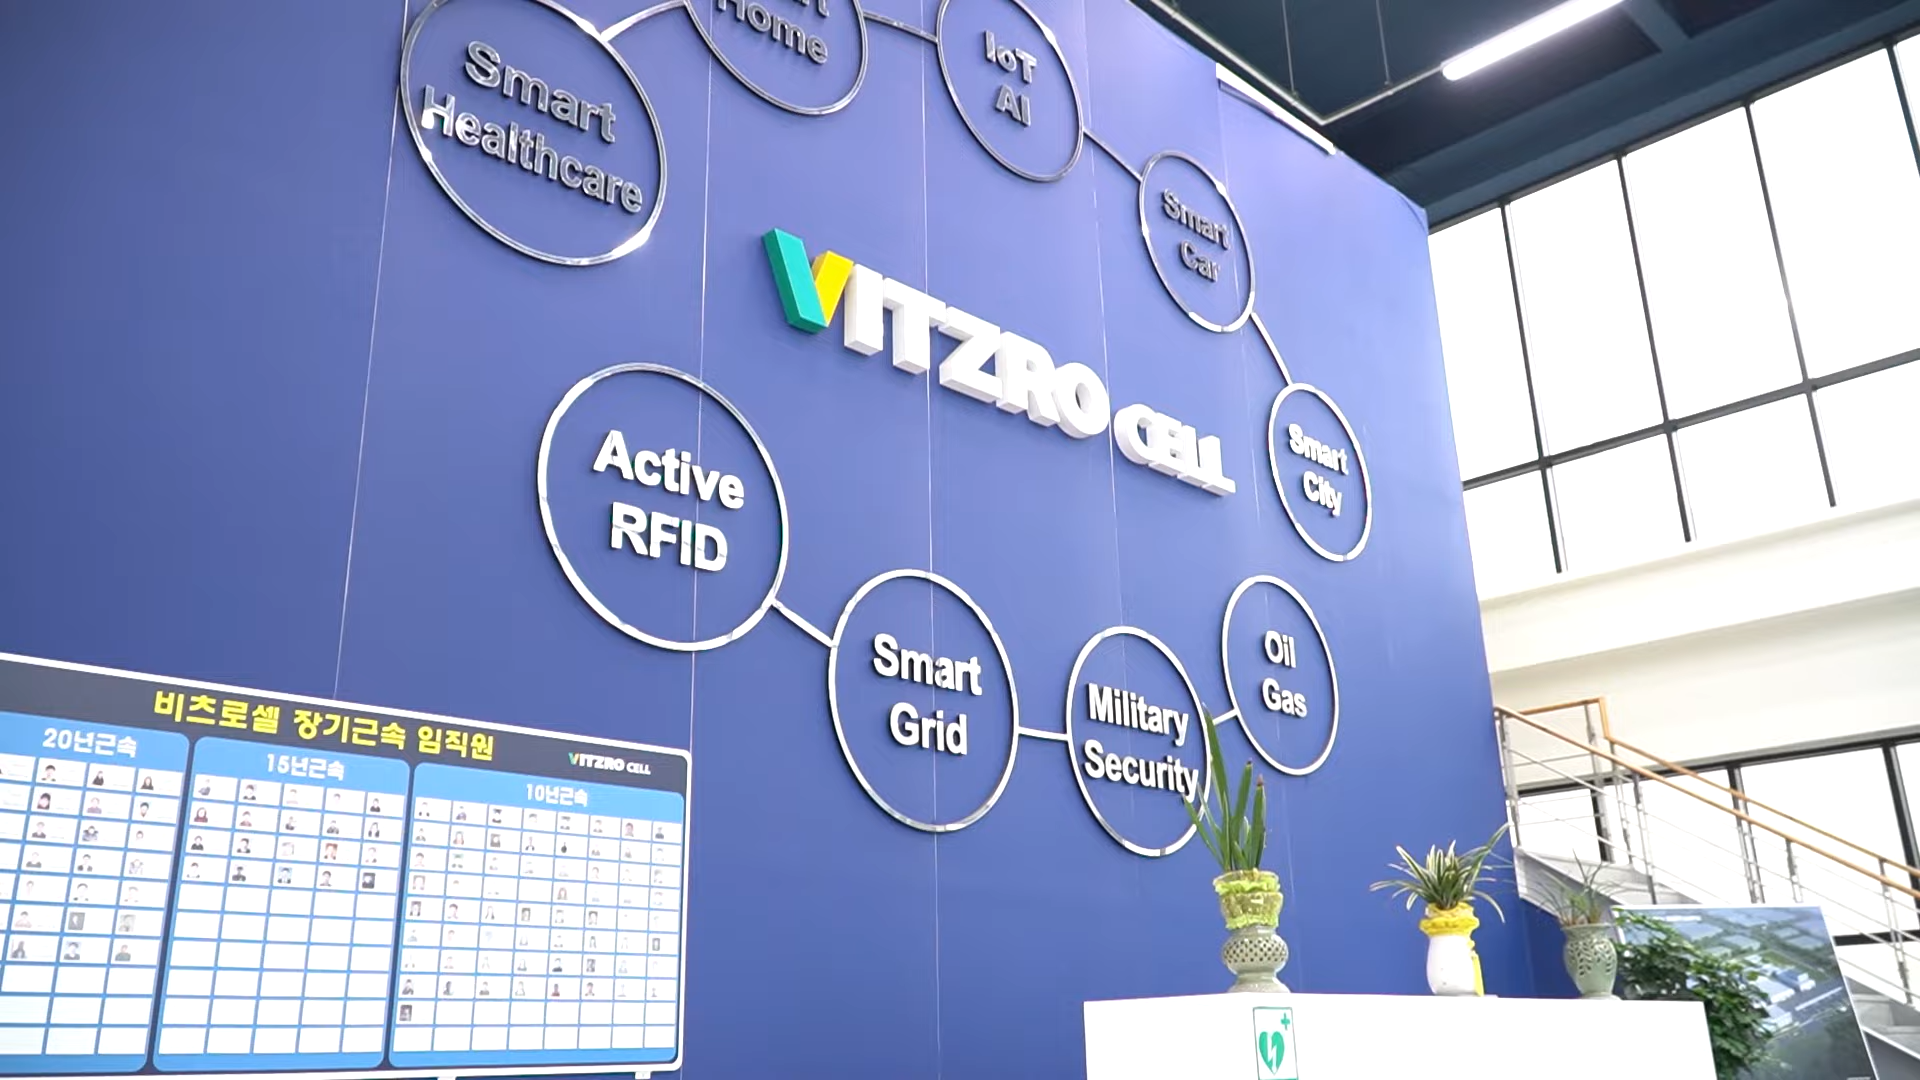 Home
IoT
AI
Smart
Healthcare
Smart
Car
VITZRO CELL
Smart
City
Active
RFID
Smart
Grid
Military
Security
Oil
Gas
비츠로셀 장기근속 임직원
VITZRO CELL
20년근속
15년근속
10년근속